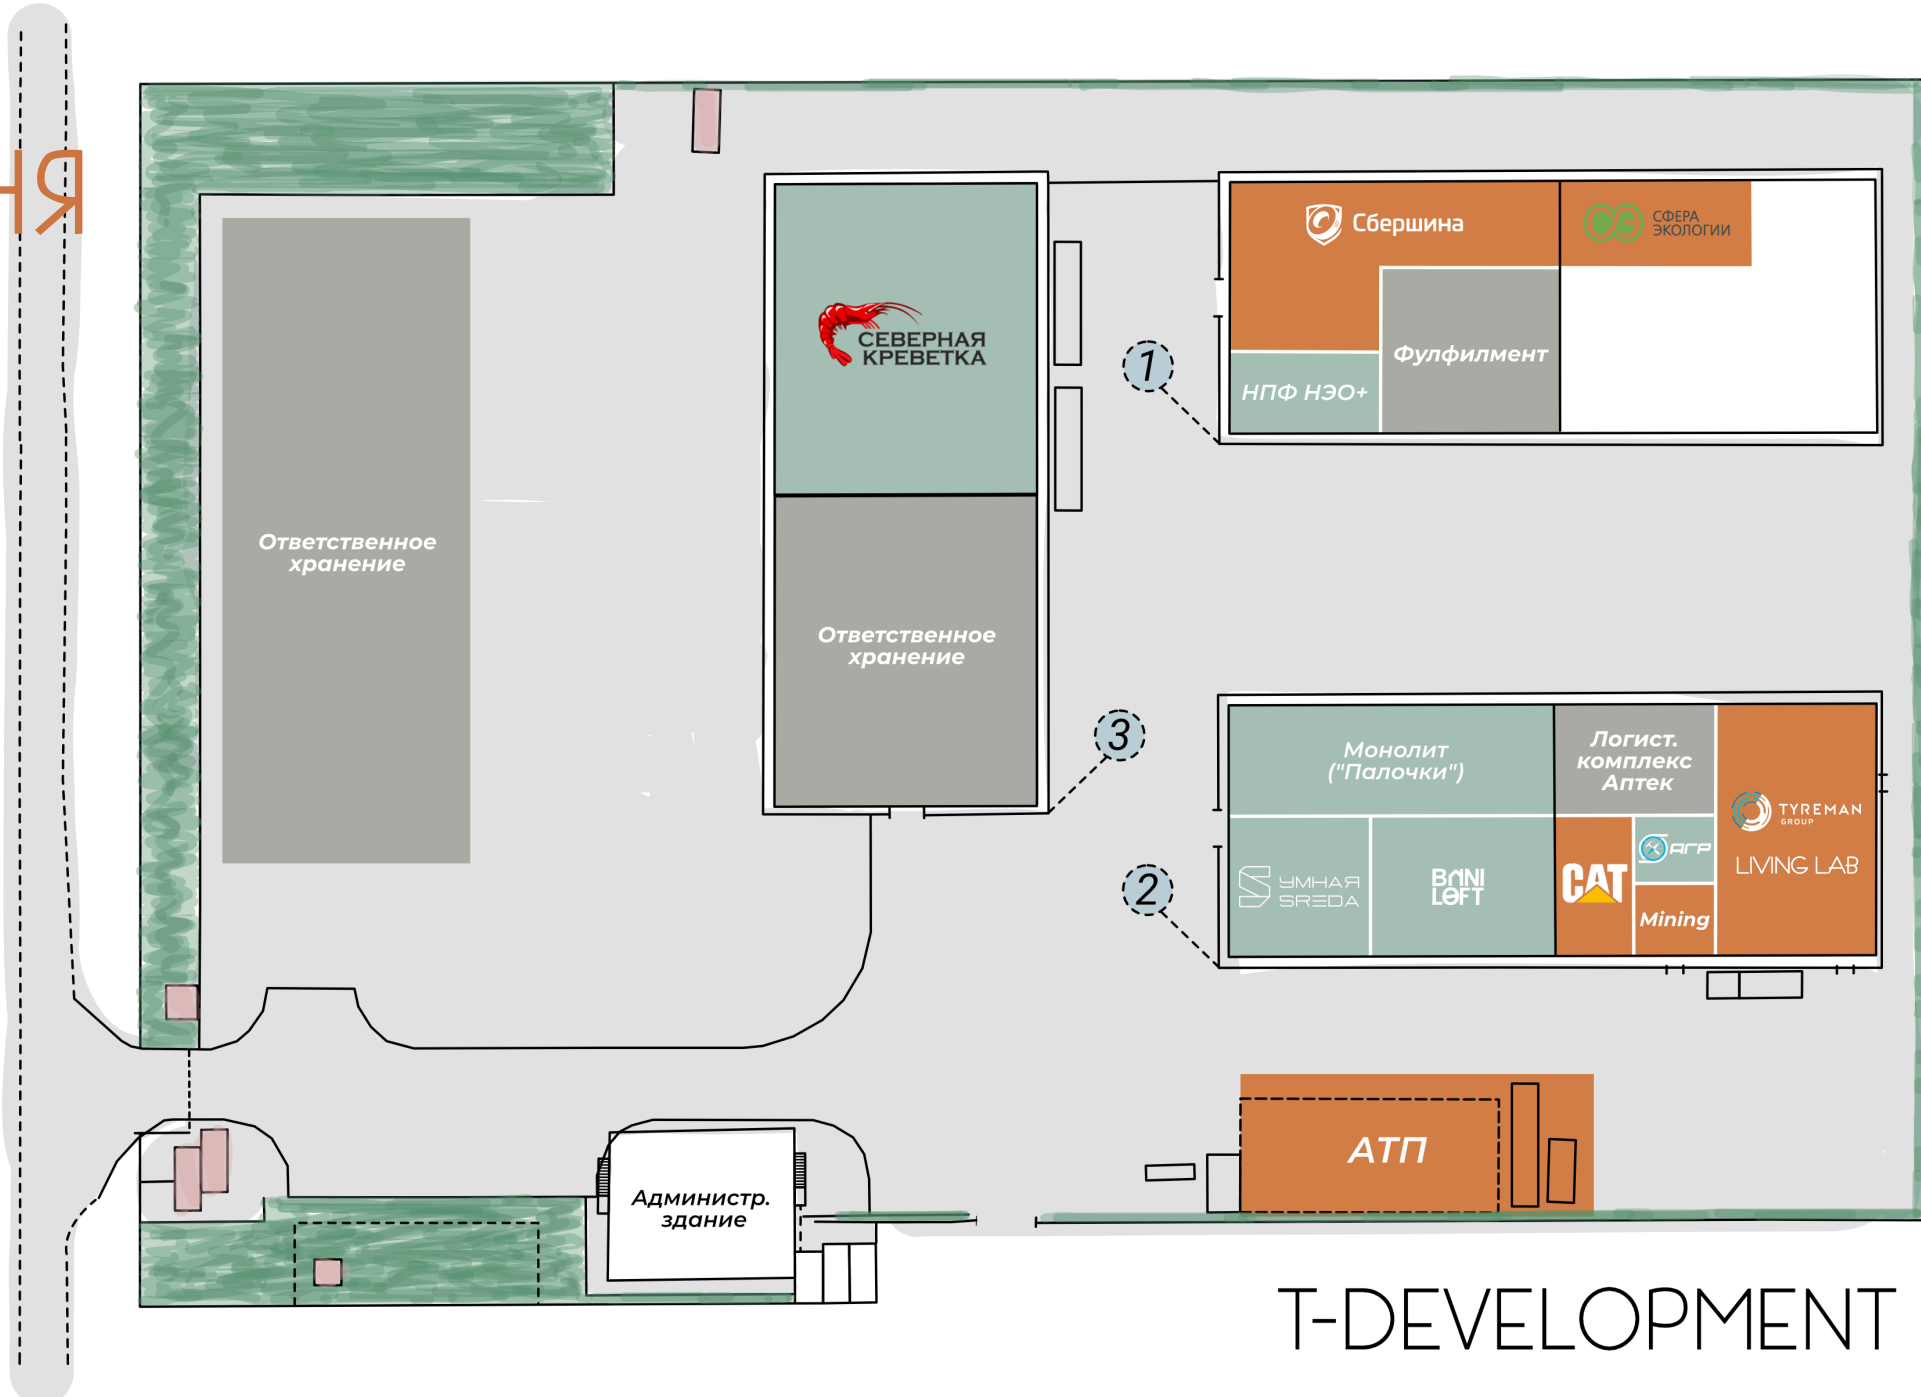 Сбершина
СФЕРА
ЭКОЛОГИИ
СЕВЕРНАЯ
КРЕВЕТКА
Фулфилмент
1
НПФ НЭО+
Ответственное
хранение
Ответственное
хранение
3
Монолит
("Палочки")
Логист.
комплекс
Аптек
TYREMAN
GROUP
LIVING LAB
2
УМНАЯ
SREDA
BANI
LOFT
CAT
АГР
Mining
АТП
Администр.
здание
T-DEVELOPMENT